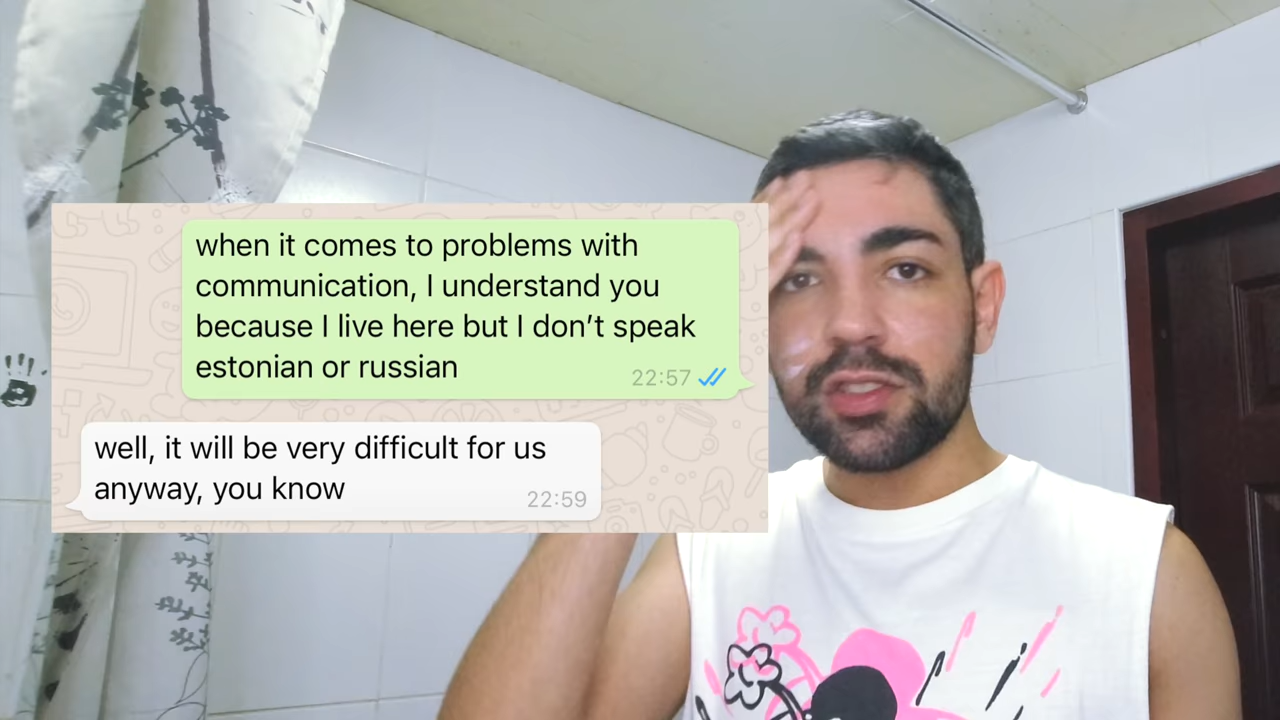 when it comes to problems with
communication, I understand you
because I live here but I don’t speak
estonian or russian
22:57
well, it will be very difficult for us
anyway, you know
22:59